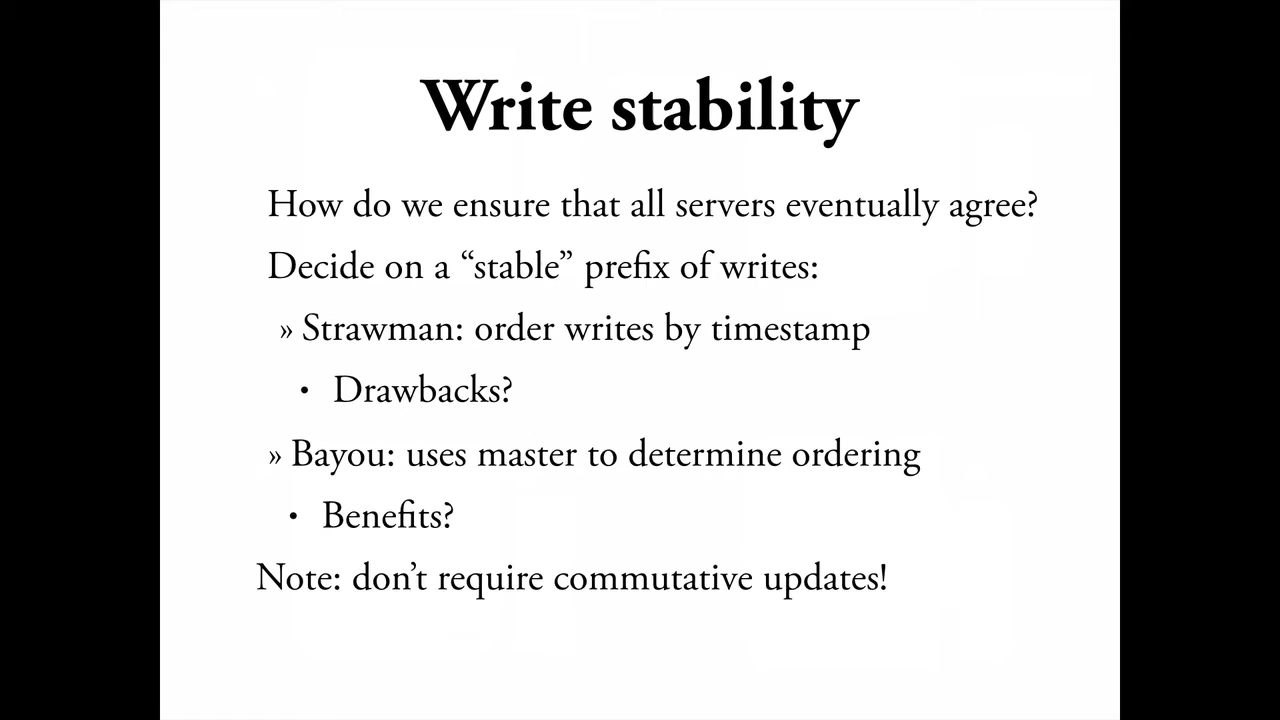 Write stability
How do we ensure that all servers eventually agree?
Decide on a “stable” prefix of writes:
» Strawman: order writes by timestamp
• Drawbacks?
» Bayou: uses master to determine ordering
• Benefits?
Note: don’t require commutative updates!